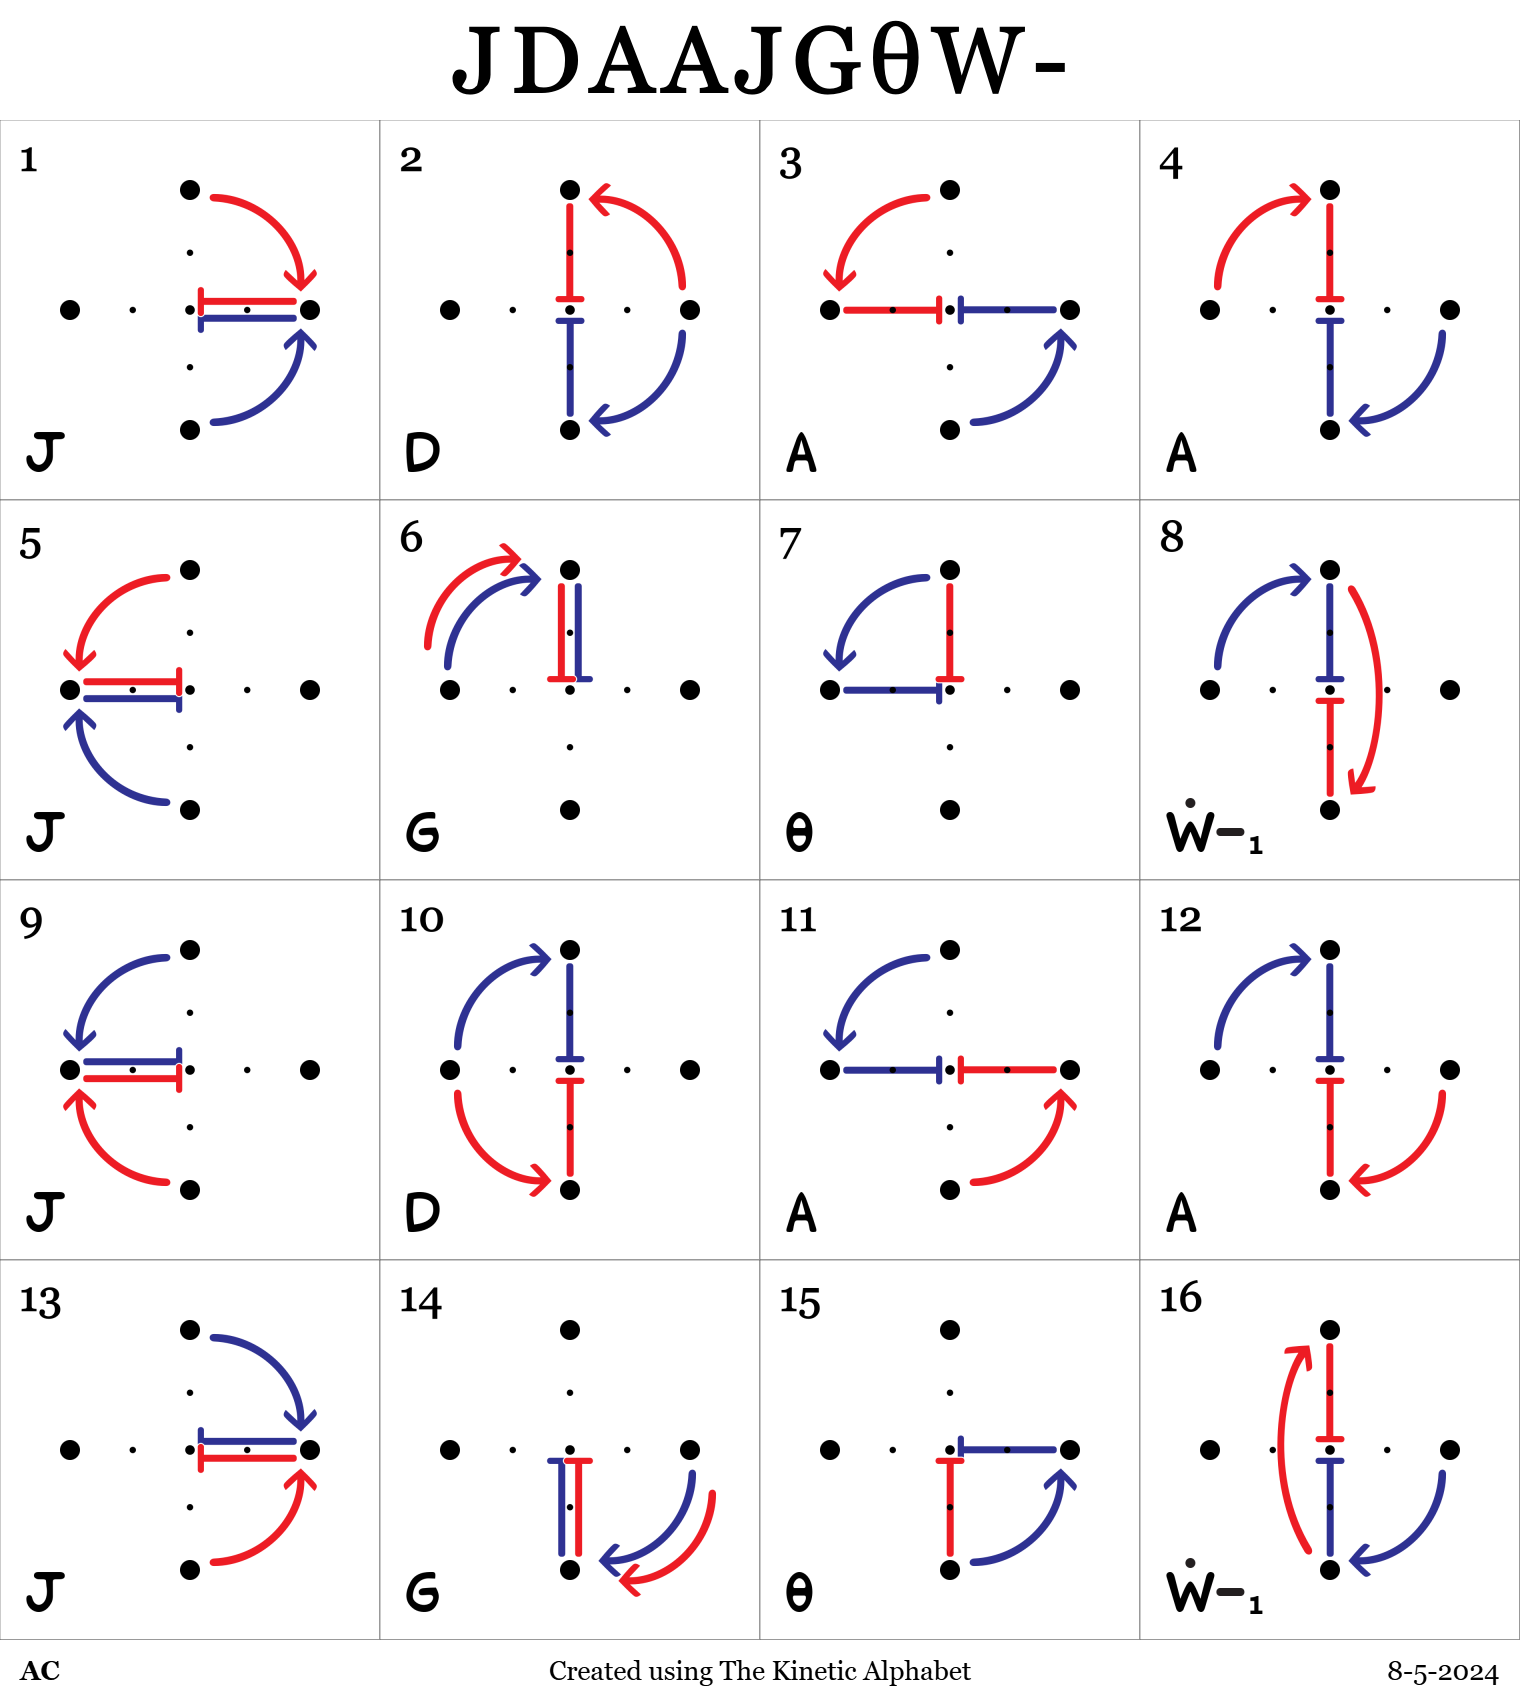 JDAAJGθW-
1 2 3 4
J D A A
5 6 7 8
J G θ Ẇ-₁
9 10 11 12
J D A A
13 14 15 16
J G θ Ẇ-₁
AC Created using The Kinetic Alphabet 8-5-2024